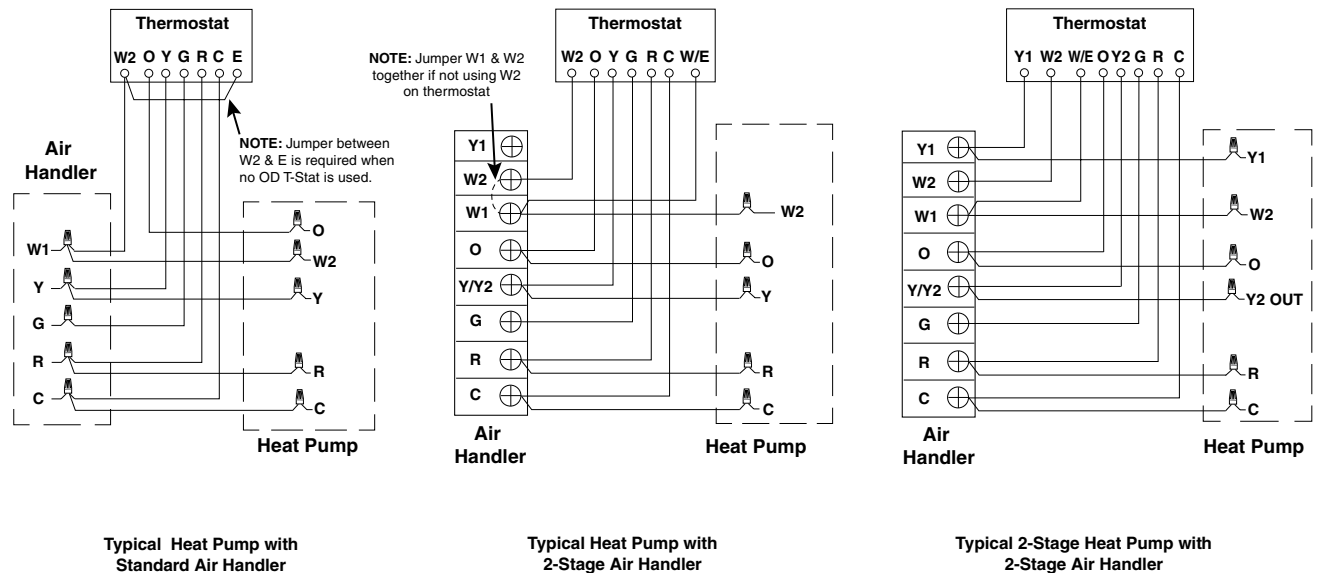 Thermostat
W2 O Y G R C E
NOTE: Jumper between
W2 & E is required when
no OD T-Stat is used.
Air
Handler
W1
Y
G
R
C
O
W2
Y
R
C
Heat Pump
Typical Heat Pump with
Standard Air Handler
Thermostat
W2 O Y G R C W/E
NOTE: Jumper W1 & W2
together if not using W2
on thermostat
Y1
W2
W1
O
Y/Y2
G
R
C
Air
Handler
W2
O
Y
R
C
Heat Pump
Typical Heat Pump with
2-Stage Air Handler
Thermostat
Y1 W2 W/E O Y2 G R C
Y1
W2
W1
O
Y/Y2
G
R
C
Air
Handler
Y1
W2
O
Y2 OUT
R
C
Heat Pump
Typical 2-Stage Heat Pump with
2-Stage Air Handler